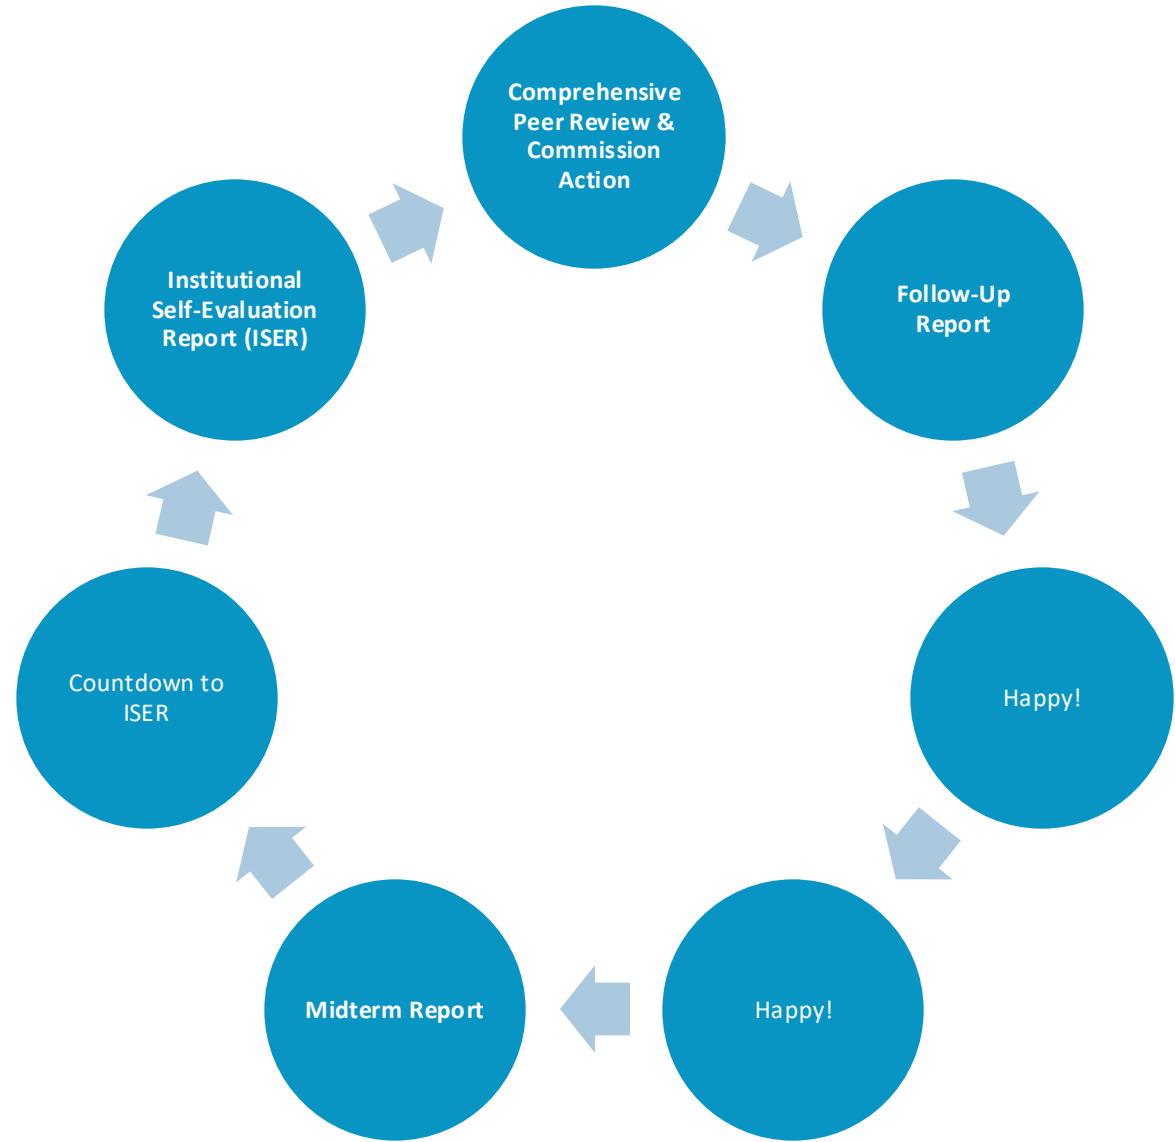 Comprehensive
Peer Review &
Commission
Action
Follow-Up
Report
Happy!
Happy!
Midterm Report
Countdown to
ISER
Institutional
Self-Evaluation
Report (ISER)